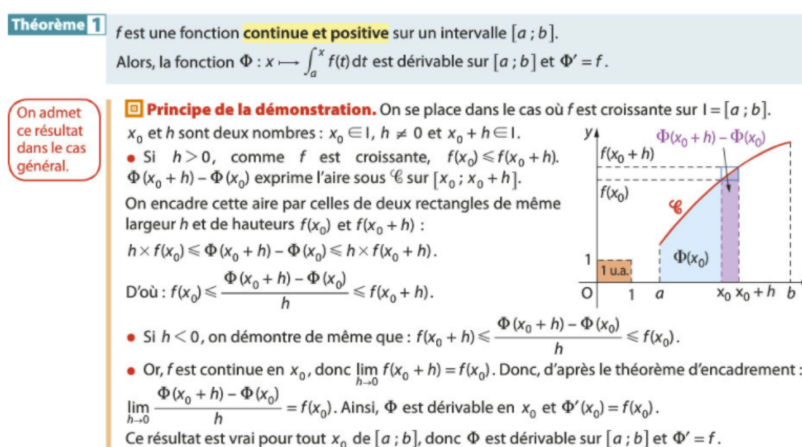 Théorème 1
f est une fonction continue et positive sur un intervalle [a ; b].
Alors, la fonction Φ : x ⟼ ∫ₐˣ f(t) dt est dérivable sur [a ; b] et Φ′ = f.
On admet
ce résultat
dans le cas
général.
Principe de la démonstration. On se place dans le cas où f est croissante sur I = [a ; b].
x₀ et h sont deux nombres : x₀ ∈ I, h ≠ 0 et x₀ + h ∈ I.
• Si h > 0, comme f est croissante, f(x₀) ⩽ f(x₀ + h).
Φ(x₀ + h) – Φ(x₀) exprime l'aire sous 𝒞 sur [x₀ ; x₀ + h].
On encadre cette aire par celles de deux rectangles de même
largeur h et de hauteurs f(x₀) et f(x₀ + h) :
h × f(x₀) ⩽ Φ(x₀ + h) – Φ(x₀) ⩽ h × f(x₀ + h).
D'où : f(x₀) ⩽ (Φ(x₀ + h) – Φ(x₀))/h ⩽ f(x₀ + h).
y
Φ(x₀ + h) – Φ(x₀)
f(x₀ + h)
f(x₀)
𝒞
Φ(x₀)
1
1 u.a.
O 1 a x₀ x₀ + h b
• Si h < 0, on démontre de même que : f(x₀ + h) ⩽ (Φ(x₀ + h) – Φ(x₀))/h ⩽ f(x₀).
• Or, f est continue en x₀, donc lim h→0 f(x₀ + h) = f(x₀). Donc, d'après le théorème d'encadrement :
lim h→0 (Φ(x₀ + h) – Φ(x₀))/h = f(x₀). Ainsi, Φ est dérivable en x₀ et Φ′(x₀) = f(x₀).
Ce résultat est vrai pour tout x₀ de [a ; b], donc Φ est dérivable sur [a ; b] et Φ′ = f.